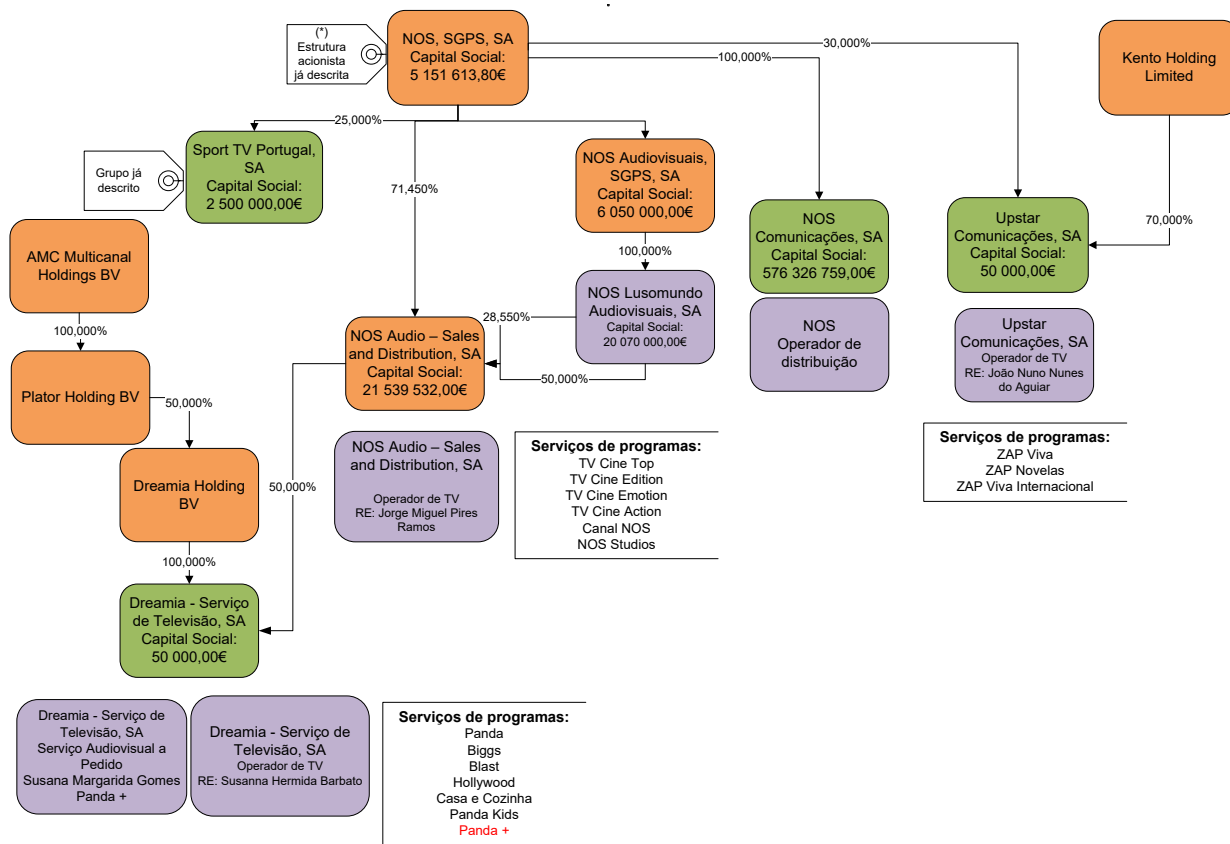 (*)
Estrutura
acionista
já descrita
NOS, SGPS, SA
Capital Social:
5 151 613,80€
30,000%
100,000%
Kento Holding
Limited
25,000%
Sport TV Portugal,
SA
Capital Social:
2 500 000,00€
Grupo já
descrito
71,450%
NOS Audiovisuais,
SGPS, SA
Capital Social:
6 050 000,00€
NOS
Comunicações, SA
Capital Social:
576 326 759,00€
Upstar
Comunicações, SA
Capital Social:
50 000,00€
70,000%
AMC Multicanal
Holdings BV
100,000%
NOS Lusomundo
Audiovisuais, SA
Capital Social:
20 070 000,00€
28,550%
50,000%
NOS
Operador de
distribuição
Upstar
Comunicações, SA
Operador de TV
RE: João Nuno Nunes
do Aguiar
100,000%
NOS Audio – Sales
and Distribution, SA
Capital Social:
21 539 532,00€
Plator Holding BV
50,000%
NOS Audio – Sales
and Distribution, SA
Operador de TV
RE: Jorge Miguel Pires
Ramos
Serviços de programas:
TV Cine Top
TV Cine Edition
TV Cine Emotion
TV Cine Action
Canal NOS
NOS Studios
Serviços de programas:
ZAP Viva
ZAP Novelas
ZAP Viva Internacional
Dreamia Holding
BV
50,000%
100,000%
Dreamia - Serviço
de Televisão, SA
Capital Social:
50 000,00€
Dreamia - Serviço de
Televisão, SA
Serviço Audiovisual a
Pedido
Susana Margarida Gomes
Panda +
Dreamia - Serviço de
Televisão, SA
Operador de TV
RE: Susanna Hermida Barbato
Serviços de programas:
Panda
Biggs
Blast
Hollywood
Casa e Cozinha
Panda Kids
Panda +